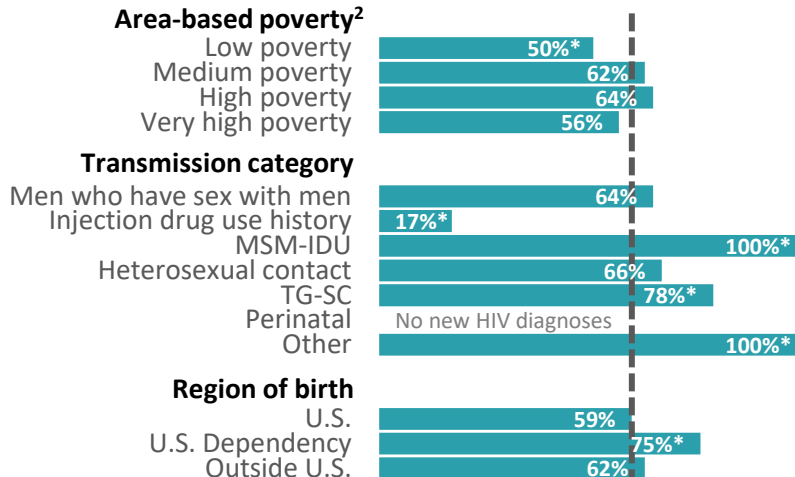 Area-based poverty²
Low poverty 50%*
Medium poverty 62%
High poverty 64%
Very high poverty 56%
Transmission category
Men who have sex with men 64%
Injection drug use history 17%*
MSM-IDU 100%*
Heterosexual contact 66%
TG-SC 78%*
Perinatal No new HIV diagnoses
Other 100%*
Region of birth
U.S. 59%
U.S. Dependency 75%*
Outside U.S. 62%